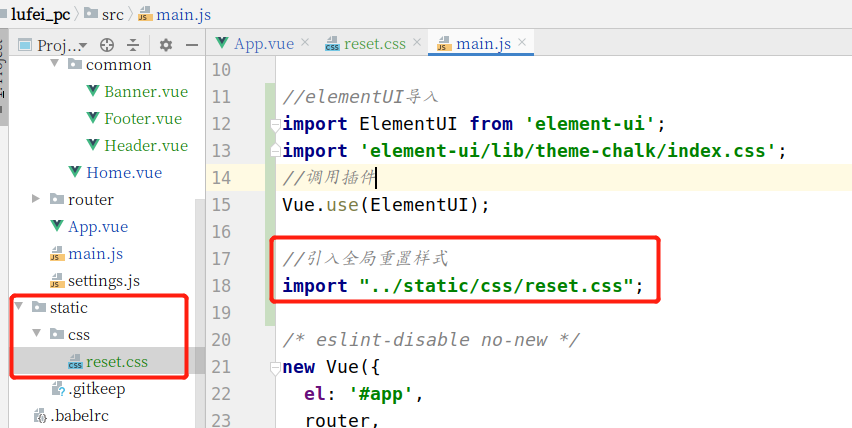 lufei_pc
src
main.js
Proj...
App.vue
reset.css
main.js
common
Banner.vue
Footer.vue
Header.vue
Home.vue
router
App.vue
main.js
settings.js
static
css
reset.css
.gitkeep
.babelrc
10
11 //elementUI导入
12 import ElementUI from 'element-ui';
13 import 'element-ui/lib/theme-chalk/index.css';
14 //调用插件
15 Vue.use(ElementUI);
16
17 //引入全局重置样式
18 import "../static/css/reset.css";
19
20 /* eslint-disable no-new */
21 new Vue({
22 el: '#app',
23 router,